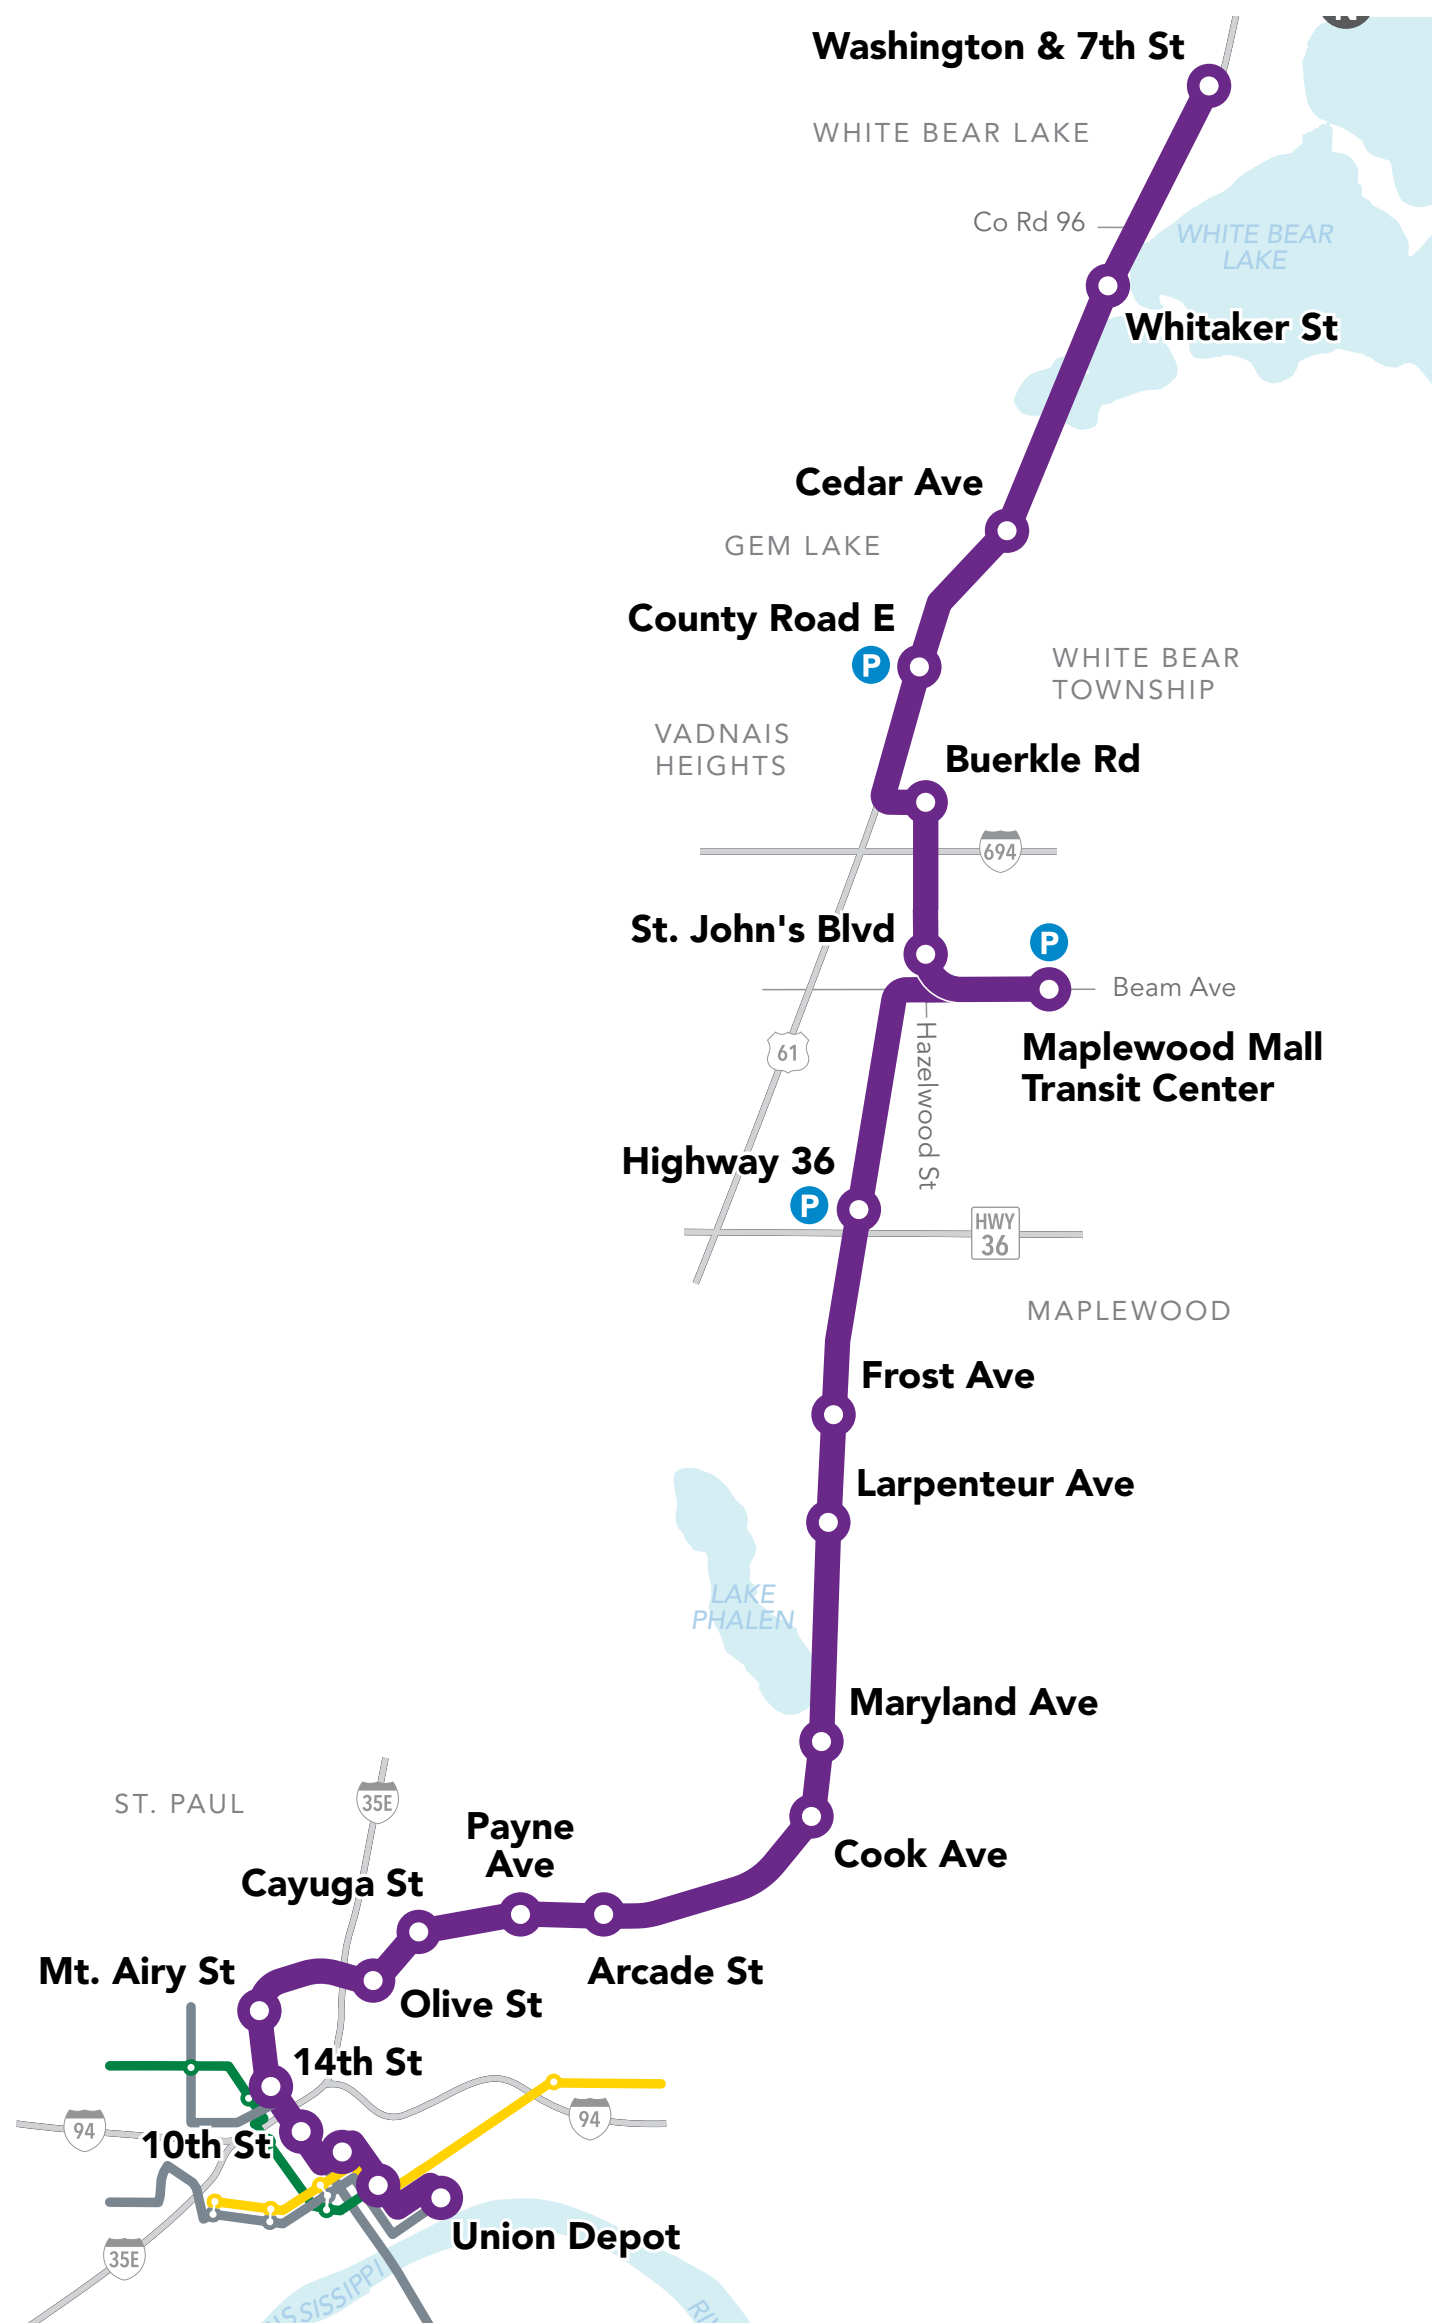 Washington & 7th St
WHITE BEAR LAKE
Co Rd 96
WHITE BEAR
LAKE
Whitaker St
Cedar Ave
GEM LAKE
County Road E
P
WHITE BEAR
TOWNSHIP
VADNAIS
HEIGHTS
Buerkle Rd
694
St. John's Blvd
P
Beam Ave
Hazelwood St
61
Maplewood Mall
Transit Center
Highway 36
P
HWY
36
MAPLEWOOD
Frost Ave
Larpenteur Ave
LAKE
PHALEN
Maryland Ave
ST. PAUL
35E
Payne
Ave
Cook Ave
Cayuga St
Mt. Airy St
Arcade St
Olive St
14th St
94
94
10th St
Union Depot
35E